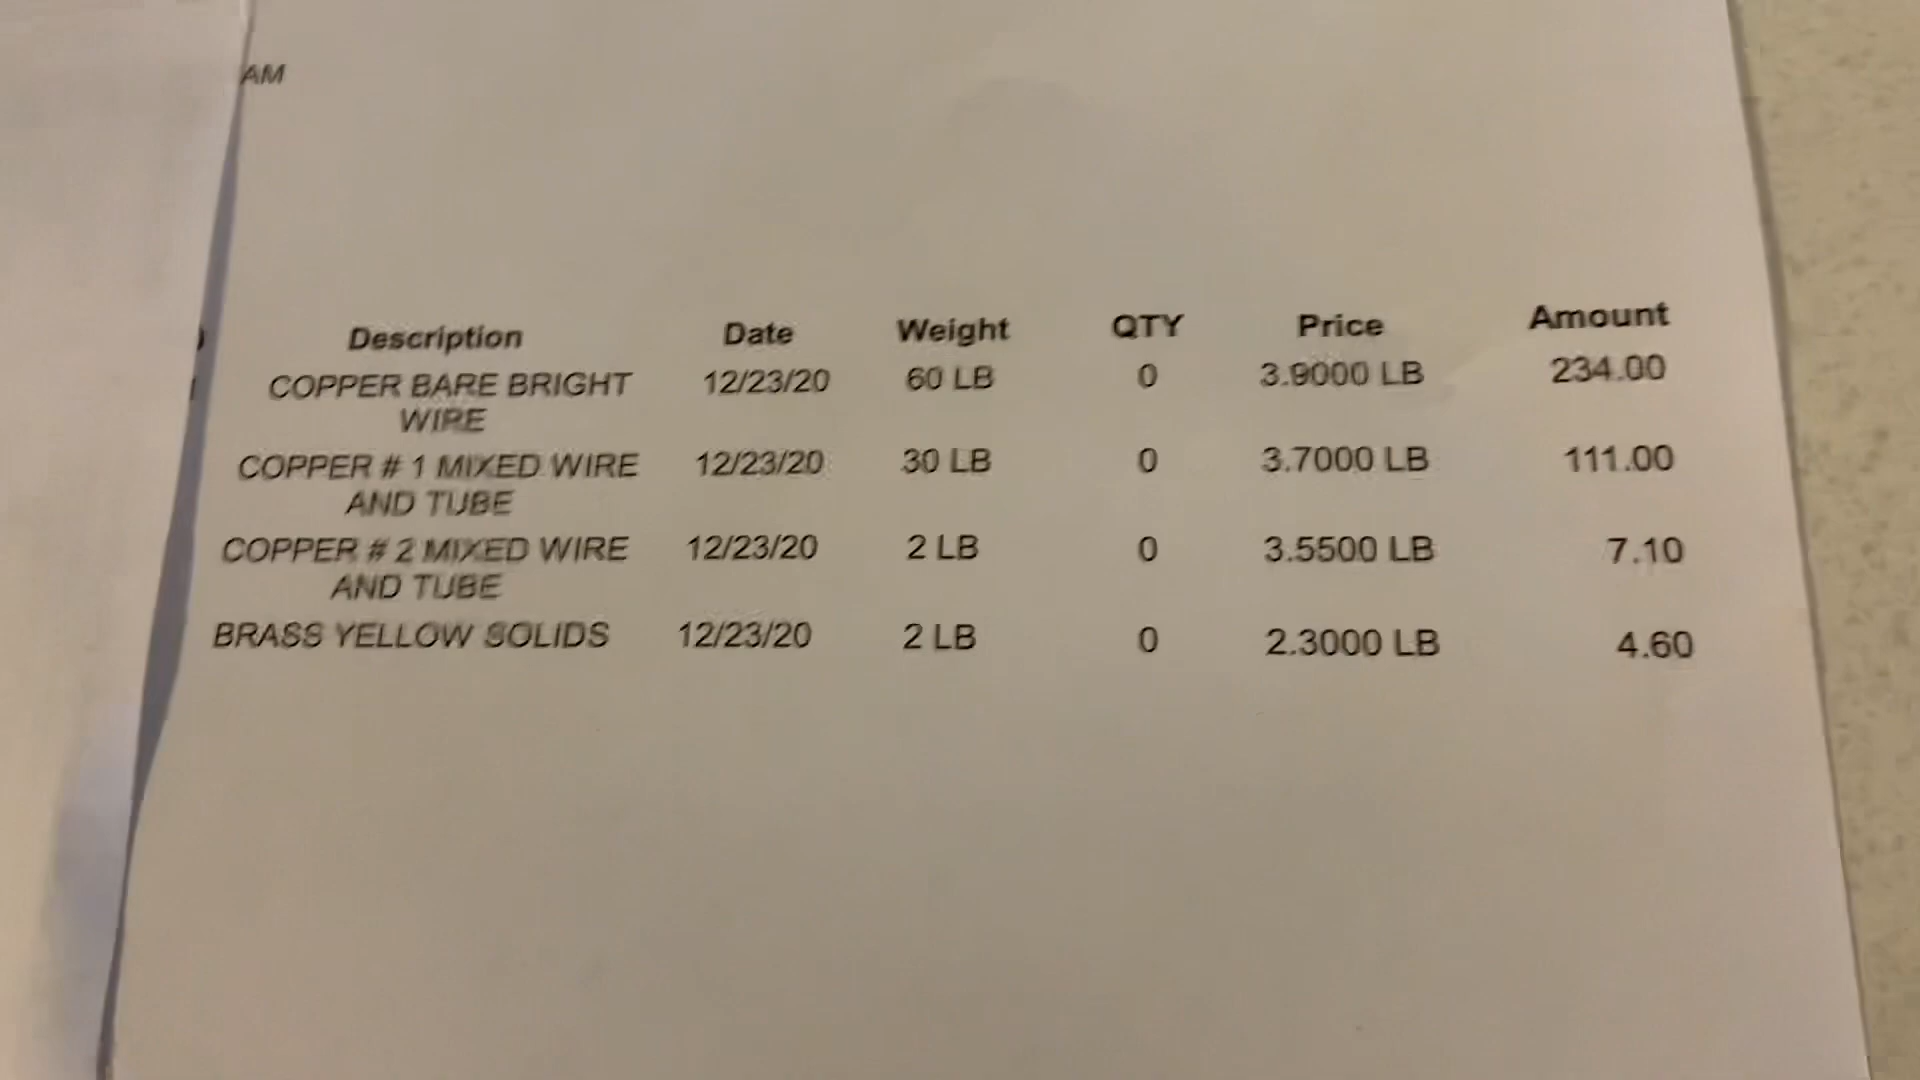 AM
Description Date Weight QTY Price Amount
COPPER BARE BRIGHT 12/23/20 60 LB 0 3.9000 LB 234.00
WIRE
COPPER # 1 MIXED WIRE 12/23/20 30 LB 0 3.7000 LB 111.00
AND TUBE
COPPER # 2 MIXED WIRE 12/23/20 2 LB 0 3.5500 LB 7.10
AND TUBE
BRASS YELLOW SOLIDS 12/23/20 2 LB 0 2.3000 LB 4.60